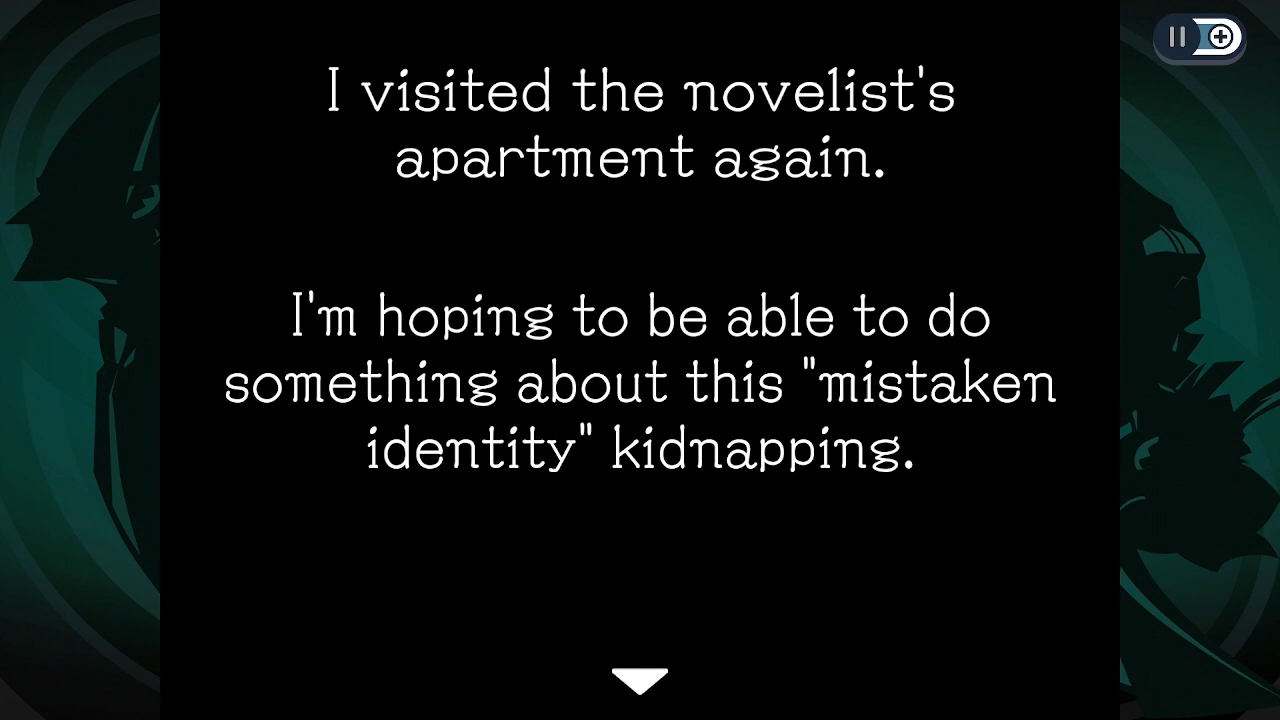 I visited the novelist's
apartment again.
I'm hoping to be able to do
something about this "mistaken
identity" kidnapping.